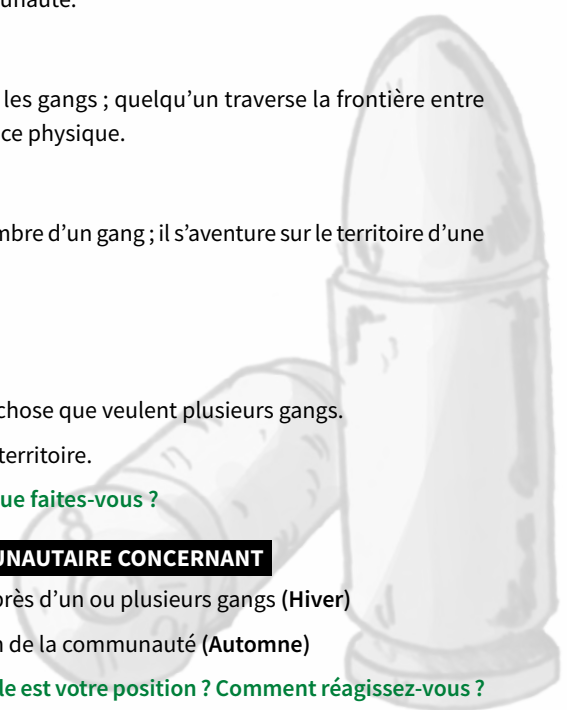 unauté.
les gangs ; quelqu’un traverse la frontière entre
ce physique.
mbre d’un gang ; il s’aventure sur le territoire d’une
chose que veulent plusieurs gangs.
territoire.
ue faites-vous ?
UNAUTAIRE CONCERNANT
près d’un ou plusieurs gangs (Hiver)
n de la communauté (Automne)
le est votre position ? Comment réagissez-vous ?